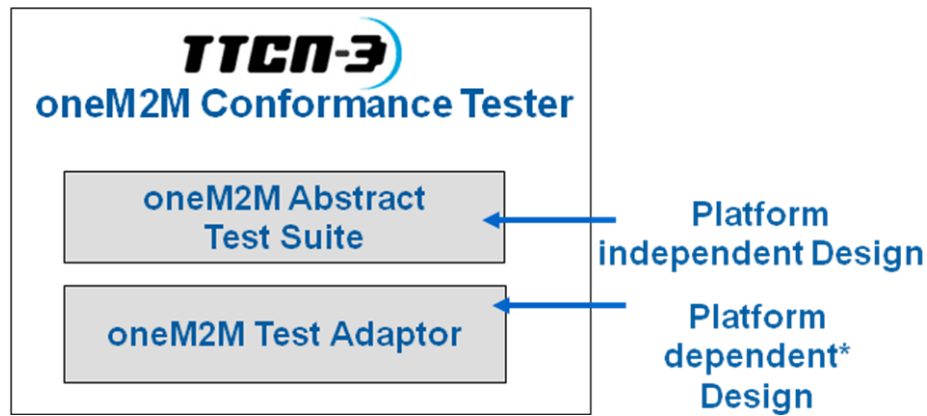 TTCN-3
oneM2M Conformance Tester
oneM2M Abstract
Test Suite
Platform
independent Design
oneM2M Test Adaptor
Platform
dependent*
Design